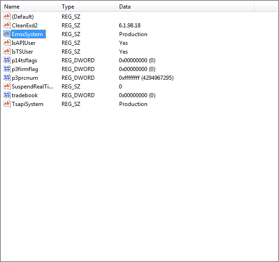 Name Type Data
(Default) REG_SZ
CleanExd2 REG_SZ 6.1.98.18
EmsxSystem REG_SZ Production
IsAPIUser REG_SZ Yes
IsTSUser REG_SZ Yes
p14tsflags REG_DWORD 0x00000000 (0)
p3firmflag REG_DWORD 0x00000000 (0)
p3prcnum REG_DWORD 0xffffffff (4294967295)
SuspendRealTi... REG_SZ 0
tradebook REG_DWORD 0x00000000 (0)
TsapiSystem REG_SZ Production